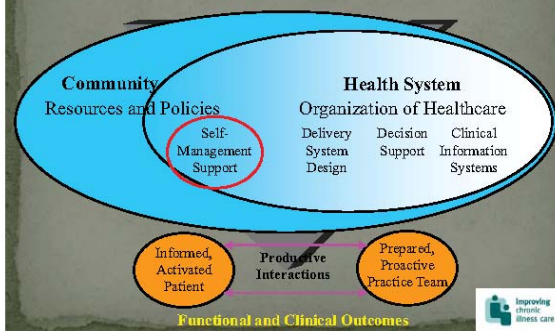 Community
Resources and Policies
Health System
Organization of Healthcare
Self-
Management
Support
Delivery
System
Design
Decision
Support
Clinical
Information
Systems
Informed,
Activated
Patient
Productive
Interactions
Prepared,
Proactive
Practice Team
Functional and Clinical Outcomes
Improving
chronic
illness care